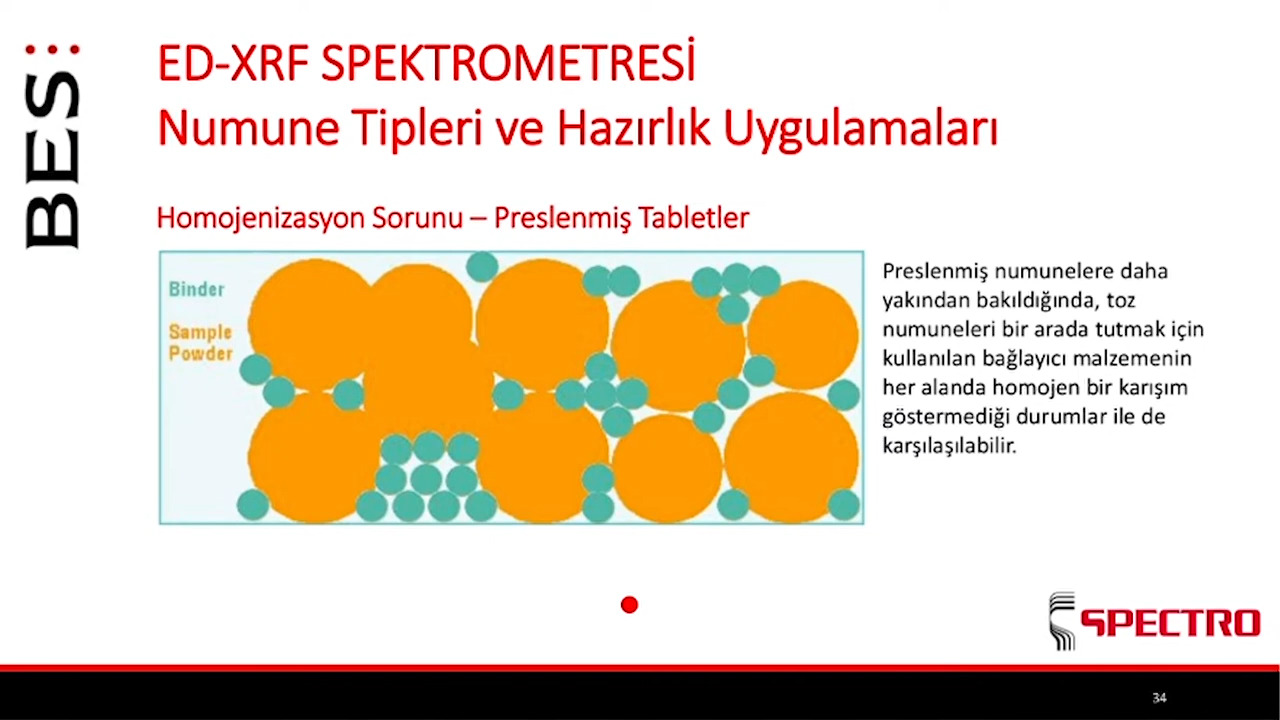 BES
ED-XRF SPEKTROMETRESİ
Numune Tipleri ve Hazırlık Uygulamaları
Homojenizasyon Sorunu – Preslenmiş Tabletler
Binder
Sample
Powder
Preslenmiş numunelere daha
yakından bakıldığında, toz
numuneleri bir arada tutmak için
kullanılan bağlayıcı malzemenin
her alanda homojen bir karışım
göstermediği durumlar ile de
karşılaşılabilir.
SPECTRO
34